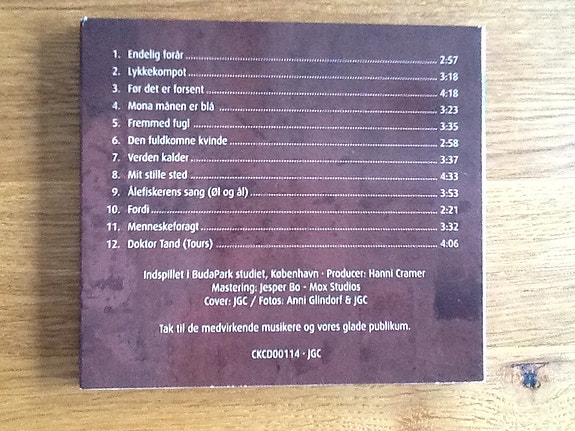 1. Endelig forår 2:57
2. Lykkekompot 3:18
3. Før det er forsent 4:18
4. Mona månen er blå 3:23
5. Fremmed fugl 3:35
6. Den fuldkomne kvinde 2:58
7. Verden kalder 3:37
8. Mit stille sted 4:33
9. Ålefiskerens sang (Øl og ål) 3:53
10. Fordi 2:21
11. Menneskeforagt 3:32
12. Doktor Tand (Tours) 4:06
Indspillet i BudaPark studiet, København · Producer: Hanni Cramer
Mastering: Jesper Bo - Mox Studios
Cover: JGC / Fotos: Anni Glindorf & JGC
Tak til de medvirkende musikere og vores glade publikum.
CKCD00114 · JGC